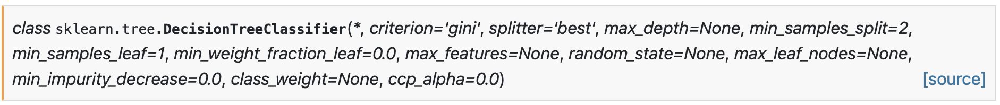 class sklearn.tree.DecisionTreeClassifier(*, criterion='gini', splitter='best', max_depth=None, min_samples_split=2,
min_samples_leaf=1, min_weight_fraction_leaf=0.0, max_features=None, random_state=None, max_leaf_nodes=None,
min_impurity_decrease=0.0, class_weight=None, ccp_alpha=0.0) [source]